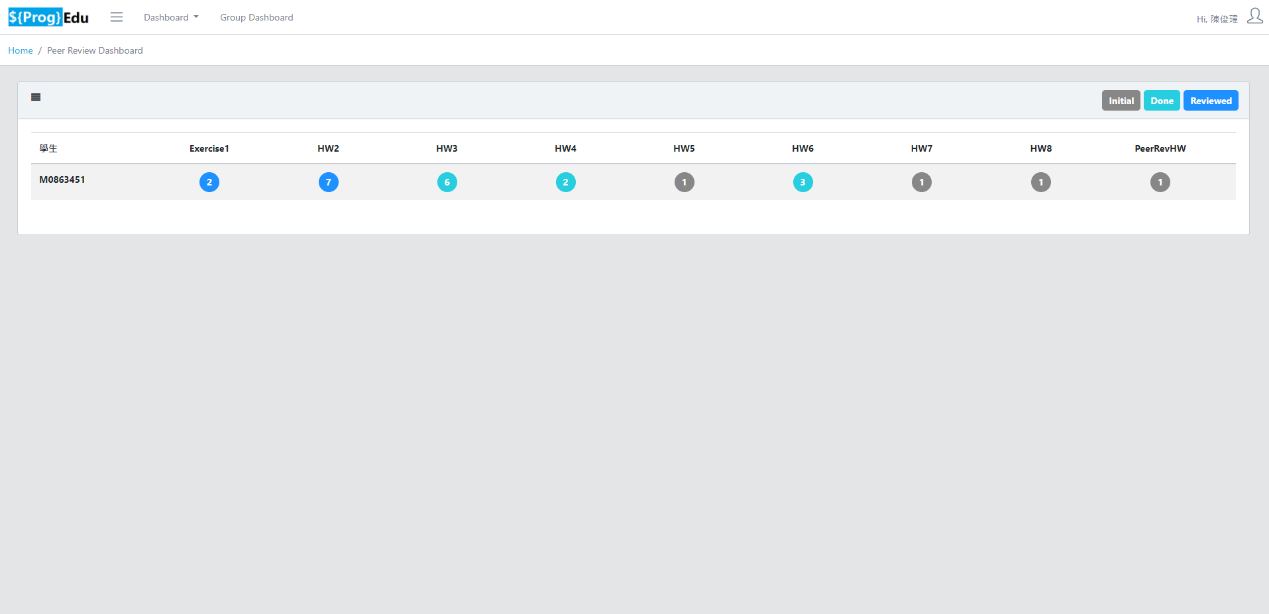 ${Prog}Edu Dashboard Group Dashboard Hi, 陳俊瑋
Home / Peer Review Dashboard
Initial Done Reviewed
學生 Exercise1 HW2 HW3 HW4 HW5 HW6 HW7 HW8 PeerRevHW
M0863451 2 7 6 2 1 3 1 1 1